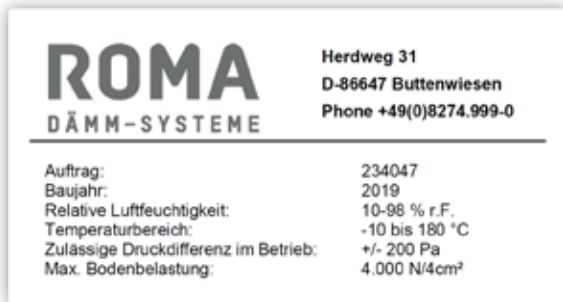 ROMA
DÄMM-SYSTEME
Herdweg 31
D-86647 Buttenwiesen
Phone +49(0)8274.999-0
Auftrag: 234047
Baujahr: 2019
Relative Luftfeuchtigkeit: 10-98 % r.F.
Temperaturbereich: -10 bis 180 °C
Zulässige Druckdifferenz im Betrieb: +/- 200 Pa
Max. Bodenbelastung: 4.000 N/4cm²